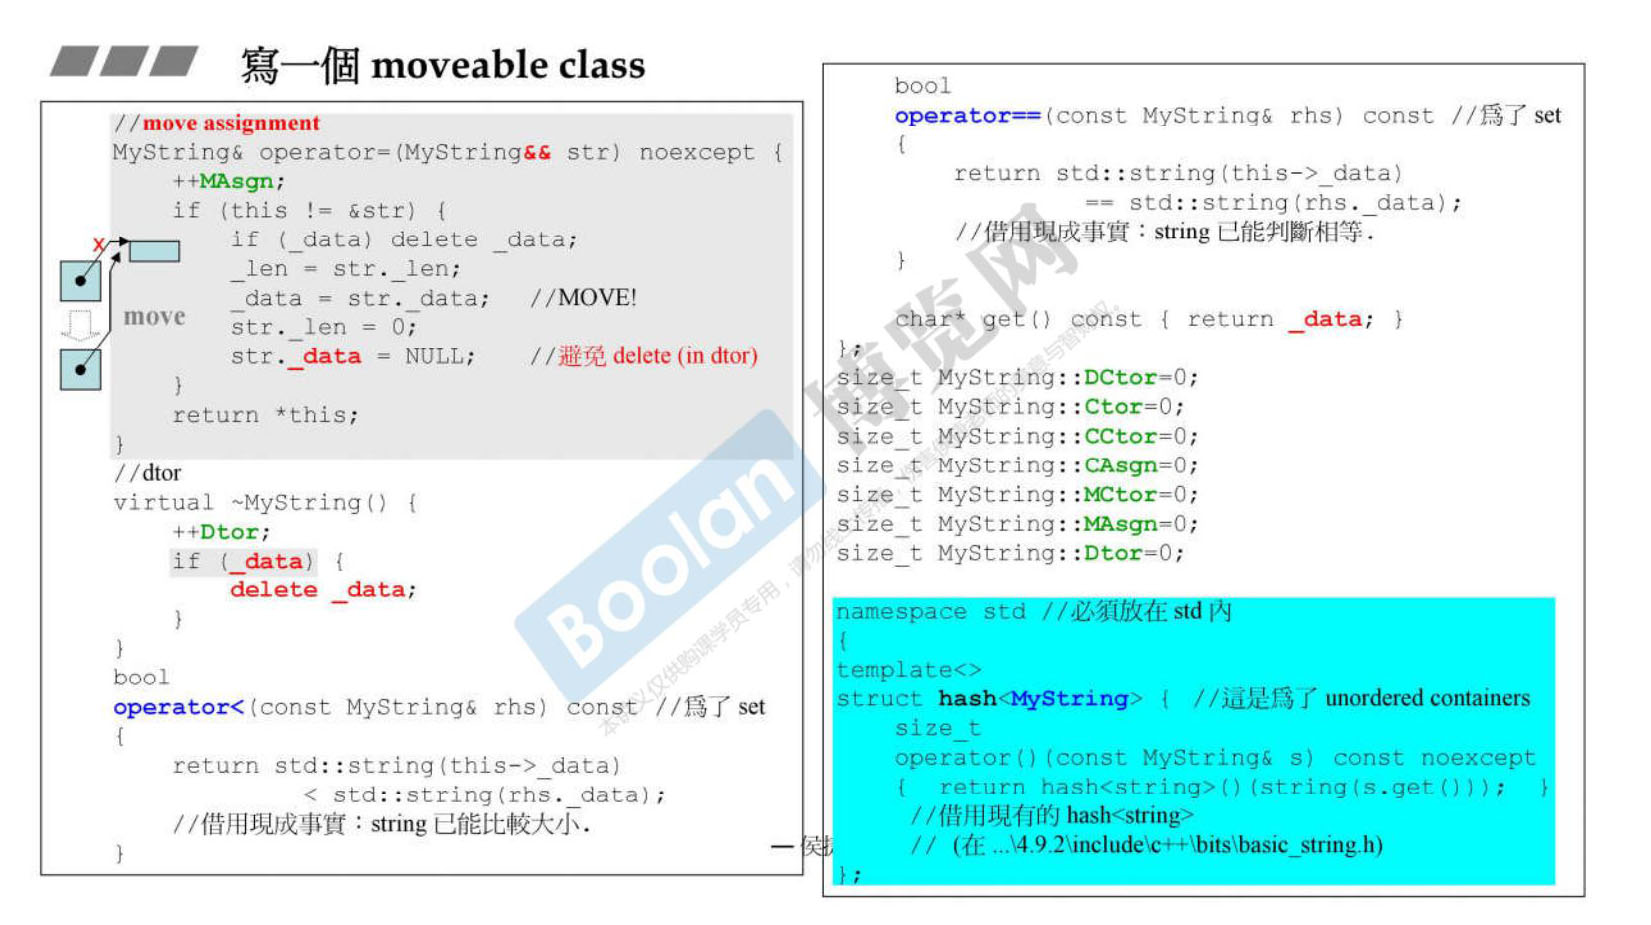 寫一個 moveable class
//move assignment
MyString& operator=(MyString&& str) noexcept {
++MAsgn;
if (this != &str) {
if (_data) delete _data;
_len = str._len;
_data = str._data; //MOVE!
str._len = 0;
str._data = NULL; //避免 delete (in dtor)
}
return *this;
}
x
move
//dtor
virtual ~MyString() {
++Dtor;
if (_data) {
delete _data;
}
}
bool
operator<(const MyString& rhs) const //爲了 set
{
return std::string(this->_data)
< std::string(rhs._data);
//借用現成事實：string 已能比較大小.
}
bool
operator==(const MyString& rhs) const //爲了 set
{
return std::string(this->_data)
== std::string(rhs._data);
//借用現成事實：string 已能判斷相等.
}
char* get() const { return _data; }
};
size_t MyString::DCtor=0;
size_t MyString::Ctor=0;
size_t MyString::CCtor=0;
size_t MyString::CAsgn=0;
size_t MyString::MCtor=0;
size_t MyString::MAsgn=0;
size_t MyString::Dtor=0;
namespace std //必須放在 std 內
{
template<>
struct hash<MyString> { //這是爲了 unordered containers
size_t
operator()(const MyString& s) const noexcept
{ return hash<string>()(string(s.get())); }
//借用現有的 hash<string>
// (在 ...\4.9.2\include\c++\bits\basic_string.h)
};
— 侯
Boolan 博览网